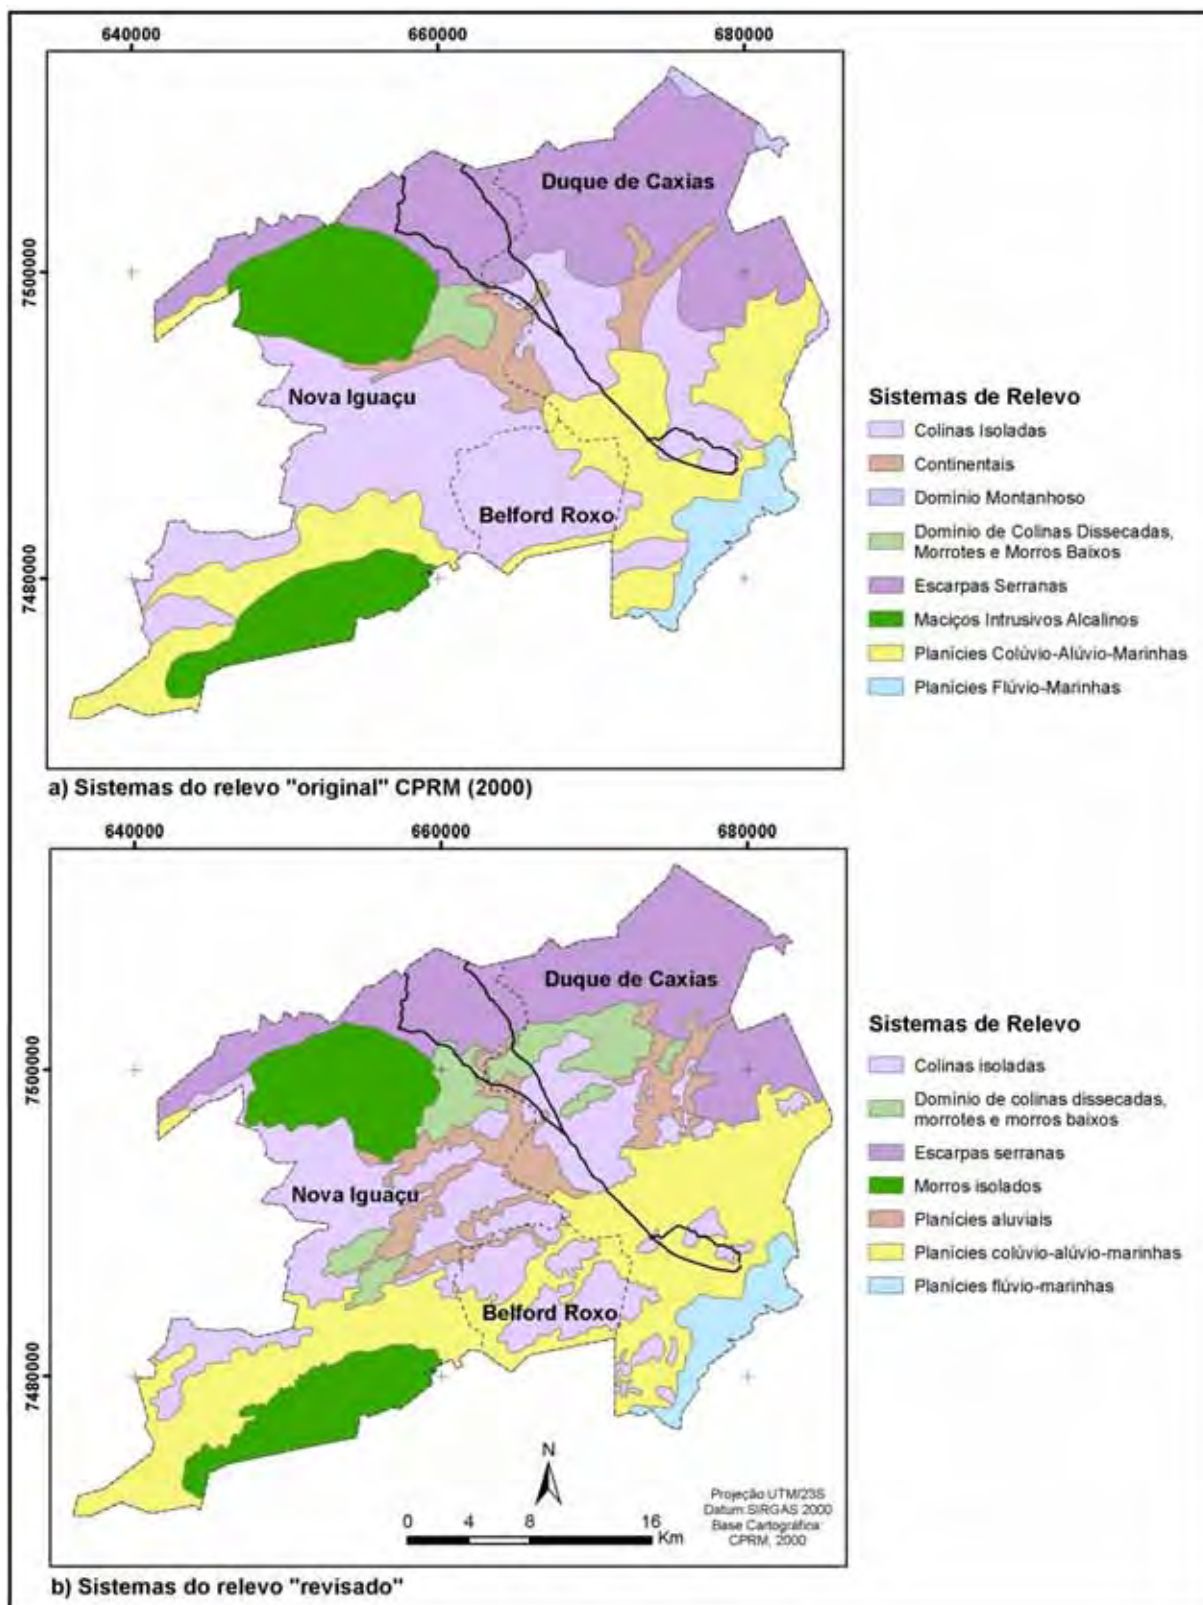 640000 660000 680000
7500000
7480000
Duque de Caxias
Nova Iguaçu
Belford Roxo
Sistemas de Relevo
Colinas Isoladas
Continentais
Domínio Montanhoso
Domínio de Colinas Dissecadas,
Morrotes e Morros Baixos
Escarpas Serranas
Maciços Intrusivos Alcalinos
Planícies Colúvio-Alúvio-Marinhas
Planícies Flúvio-Marinhas
a) Sistemas do relevo "original" CPRM (2000)
640000 660000 680000
7500000
7480000
Duque de Caxias
Nova Iguaçu
Belford Roxo
Sistemas de Relevo
Colinas isoladas
Domínio de colinas dissecadas,
morrotes e morros baixos
Escarpas serranas
Morros isolados
Planícies aluviais
Planícies colúvio-alúvio-marinhas
Planícies flúvio-marinhas
N
0 4 8 16
Km
Projeção UTM/23S
Datum:SIRGAS 2000
Base Cartográfica:
CPRM, 2000
b) Sistemas do relevo "revisado"